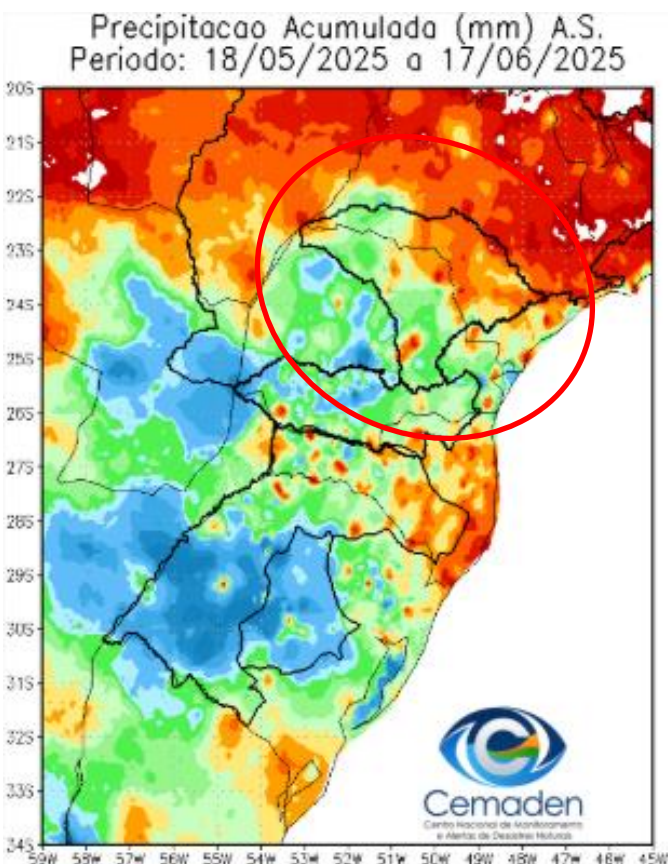 Precipitacao Acumulada (mm) A.S.
Periodo: 18/05/2025 a 17/06/2025
20S
21S
22S
23S
24S
25S
26S
27S
28S
29S
30S
31S
32S
33S
34S
59W 58W 57W 56W 55W 54W 53W 52W 51W 50W 49W 48W 47W 46W 45W
Cemaden
Centro Nacional de Monitoramento
e Alertas de Desastres Naturais